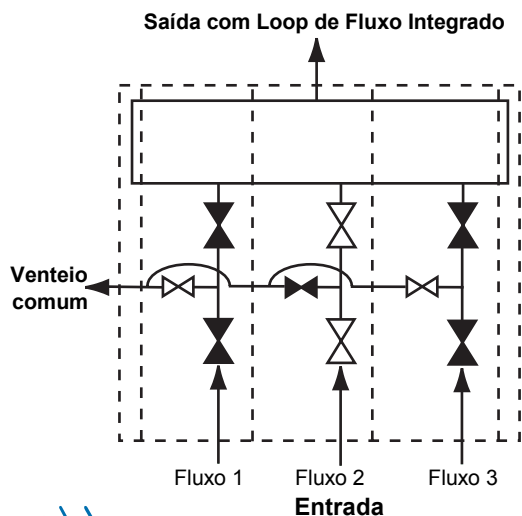 Saída com Loop de Fluxo Integrado
Venteio
comum
Fluxo 1 Fluxo 2 Fluxo 3
Entrada